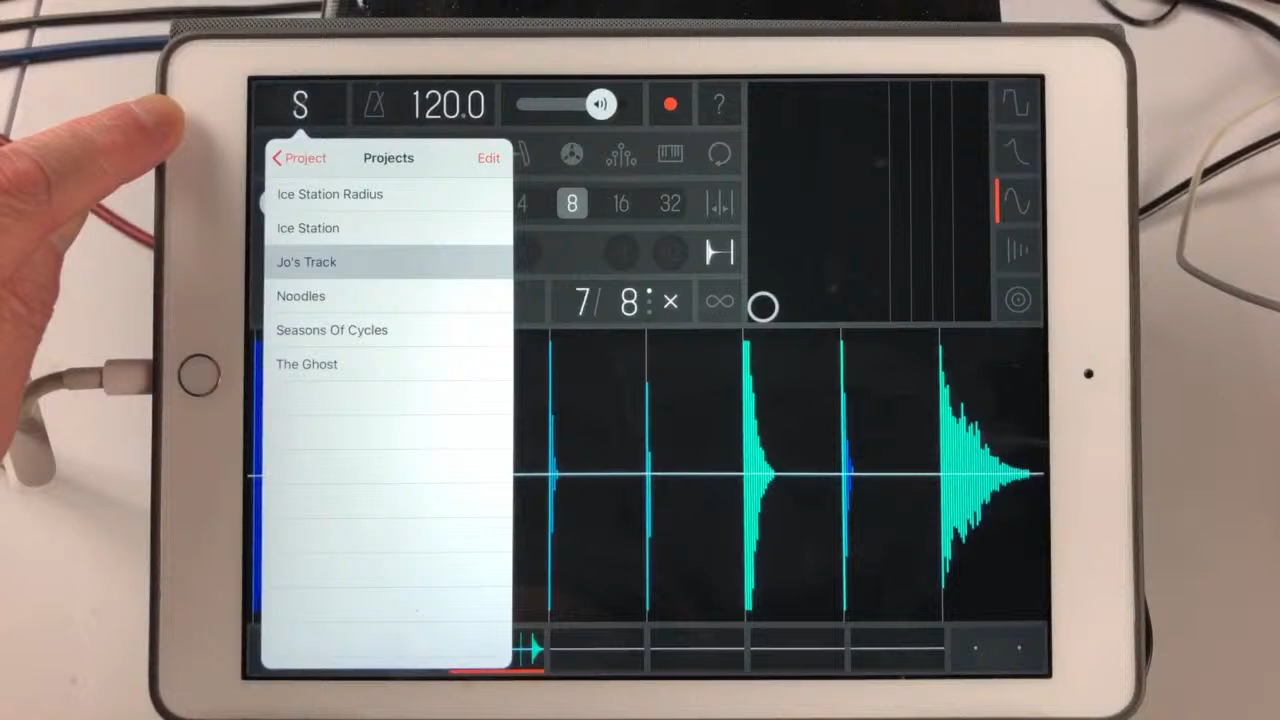 S 120.0 ?
Project Projects Edit
Ice Station Radius
Ice Station
4 8 16 32
Jo's Track
Noodles
7/ 8 ×
Seasons Of Cycles
The Ghost